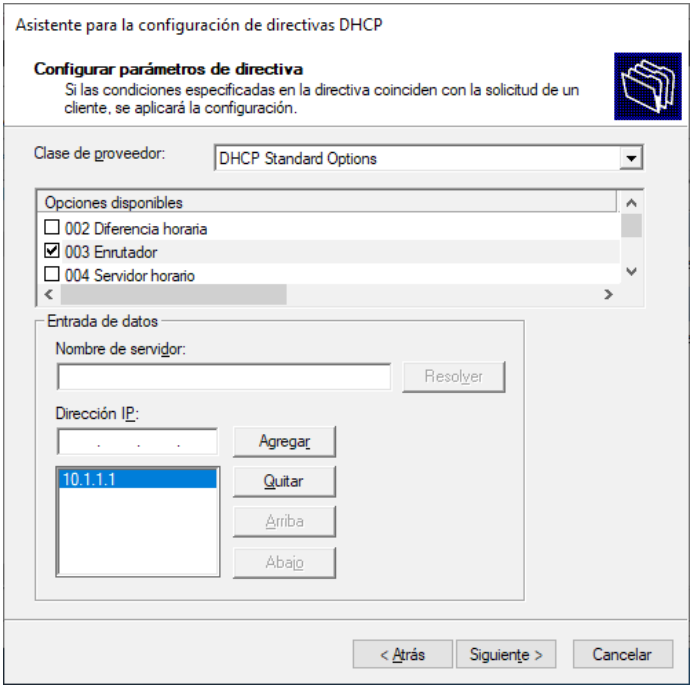 Asistente para la configuración de directivas DHCP
Configurar parámetros de directiva
Si las condiciones especificadas en la directiva coinciden con la solicitud de un
cliente, se aplicará la configuración.
Clase de proveedor:
DHCP Standard Options
Opciones disponibles
002 Diferencia horaria
003 Enrutador
004 Servidor horario
Entrada de datos
Nombre de servidor:
Resolver
Dirección IP:
. . .
Agregar
10.1.1.1
Quitar
Arriba
Abajo
< Atrás
Siguiente >
Cancelar